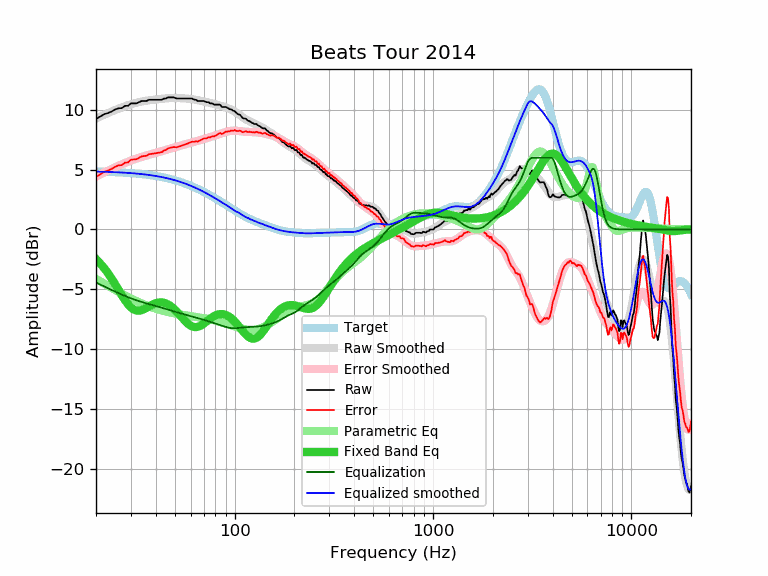 Beats Tour 2014
Amplitude (dBr)
10
5
0
−5
−10
−15
−20
Target
Raw Smoothed
Error Smoothed
Raw
Error
Parametric Eq
Fixed Band Eq
Equalization
Equalized smoothed
100
1000
10000
Frequency (Hz)